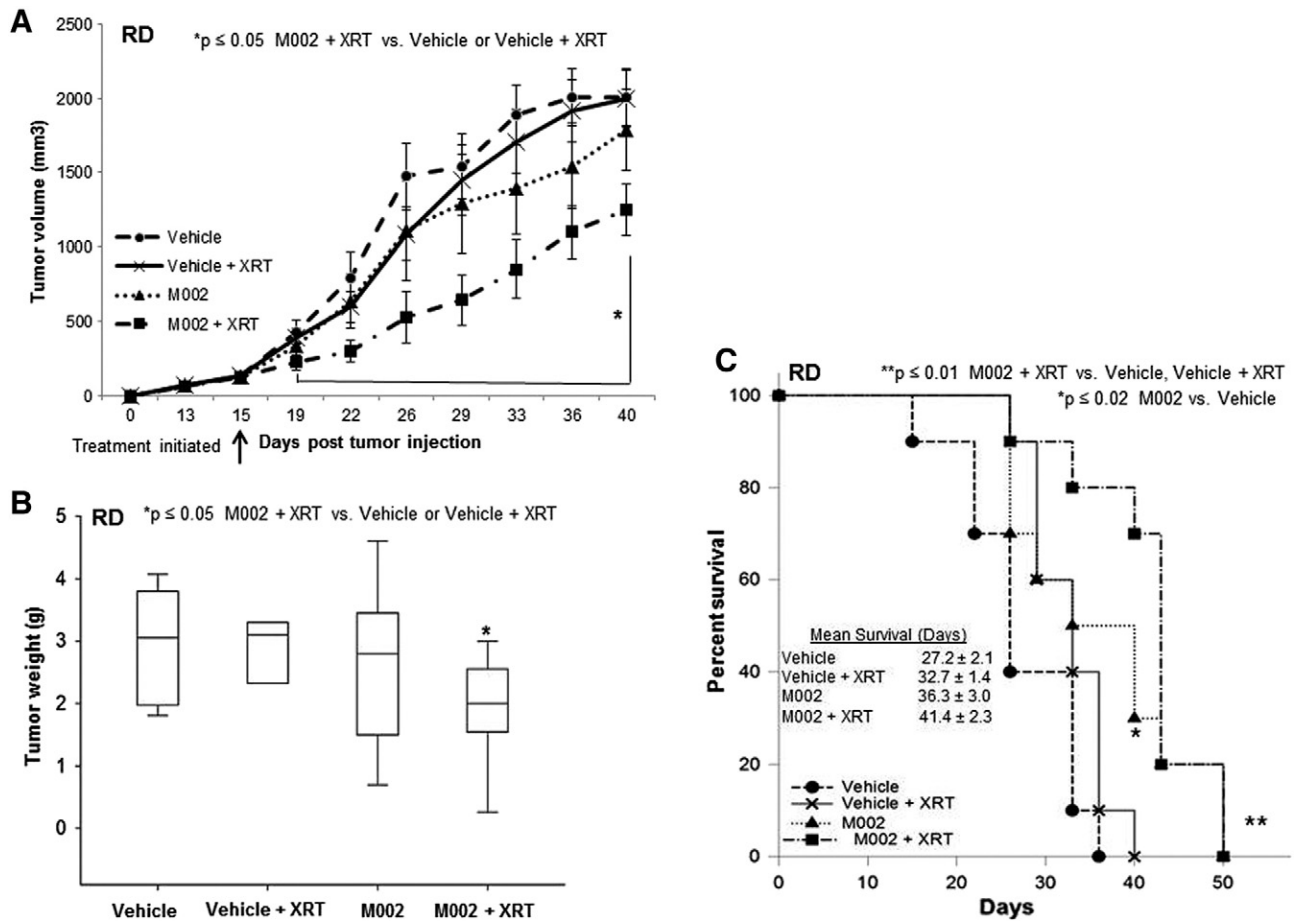 A
RD
*p ≤ 0.05 M002 + XRT vs. Vehicle or Vehicle + XRT
2500
2000
1500
1000
500
0
Tumor volume (mm3)
Vehicle
Vehicle + XRT
M002
M002 + XRT
*
0 13 15 19 22 26 29 33 36 40
Treatment initiated
Days post tumor injection
B
RD
*p ≤ 0.05 M002 + XRT vs. Vehicle or Vehicle + XRT
5
4
3
2
1
0
Tumor weight (g)
*
Vehicle Vehicle + XRT M002 M002 + XRT
C
RD
**p ≤ 0.01 M002 + XRT vs. Vehicle, Vehicle + XRT
*p ≤ 0.02 M002 vs. Vehicle
100
80
60
40
20
0
Percent survival
Mean Survival (Days)
Vehicle 27.2 ± 2.1
Vehicle + XRT 32.7 ± 1.4
M002 36.3 ± 3.0
M002 + XRT 41.4 ± 2.3
*
Vehicle
Vehicle + XRT
M002
M002 + XRT
**
0 10 20 30 40 50
Days